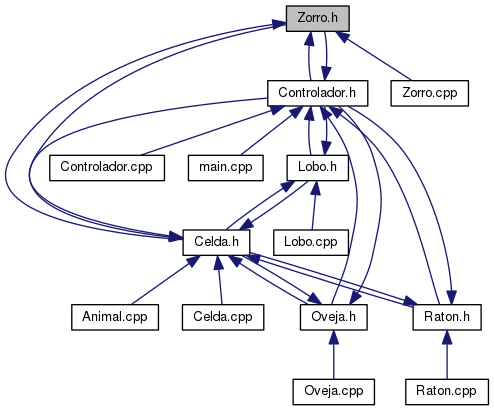 Zorro.h
Controlador.h
Zorro.cpp
Controlador.cpp
main.cpp
Lobo.h
Celda.h
Lobo.cpp
Animal.cpp
Celda.cpp
Oveja.h
Raton.h
Oveja.cpp
Raton.cpp